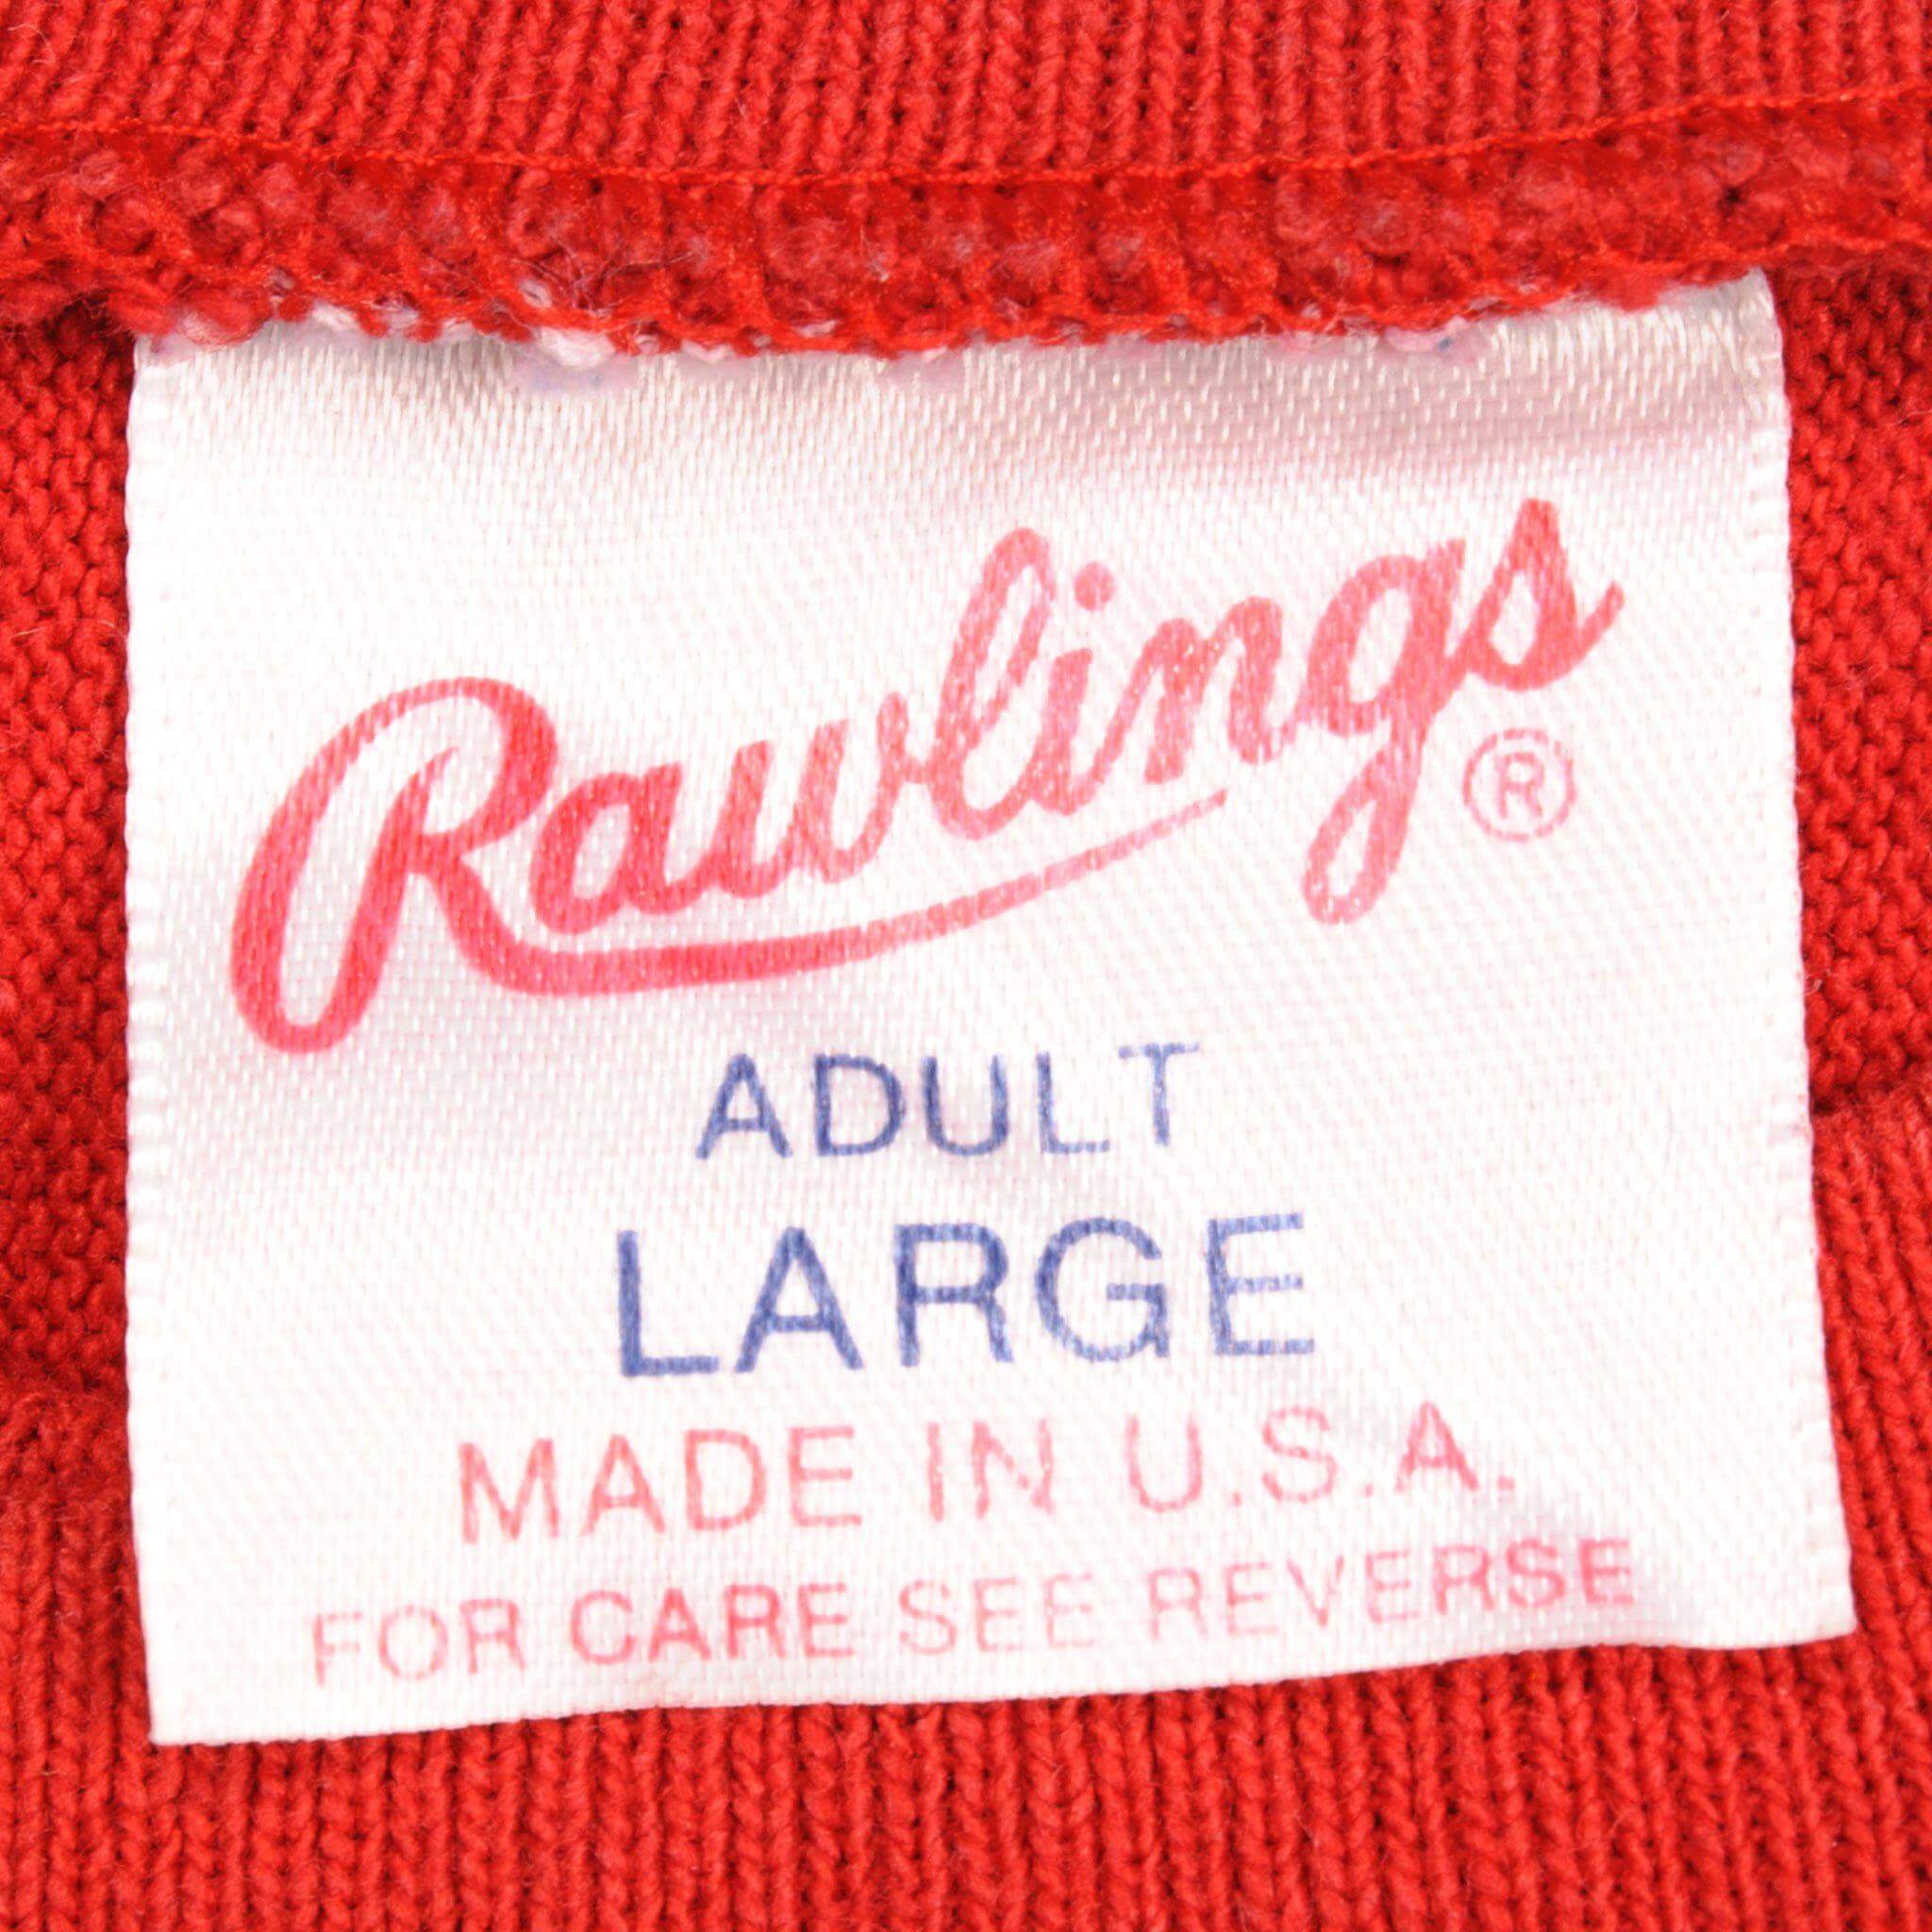 Rawlings ®
ADULT
LARGE
MADE IN U.S.A.
FOR CARE SEE REVERSE